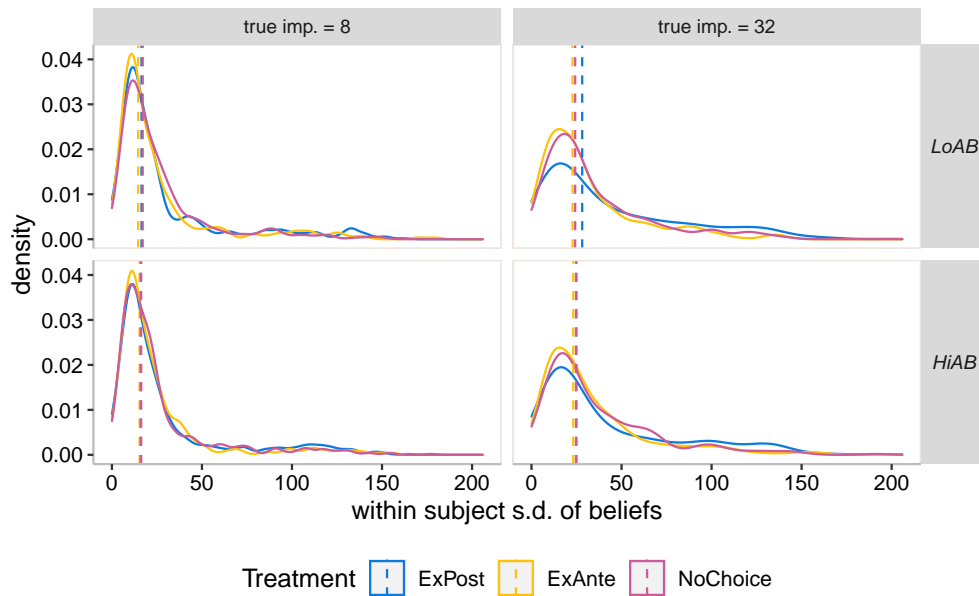 true imp. = 8 true imp. = 32
0.04
0.03
0.02
0.01
0.00
LoAB
0.04
0.03
0.02
0.01
0.00
HiAB
density
0 50 100 150 200 0 50 100 150 200
within subject s.d. of beliefs
Treatment ExPost ExAnte NoChoice